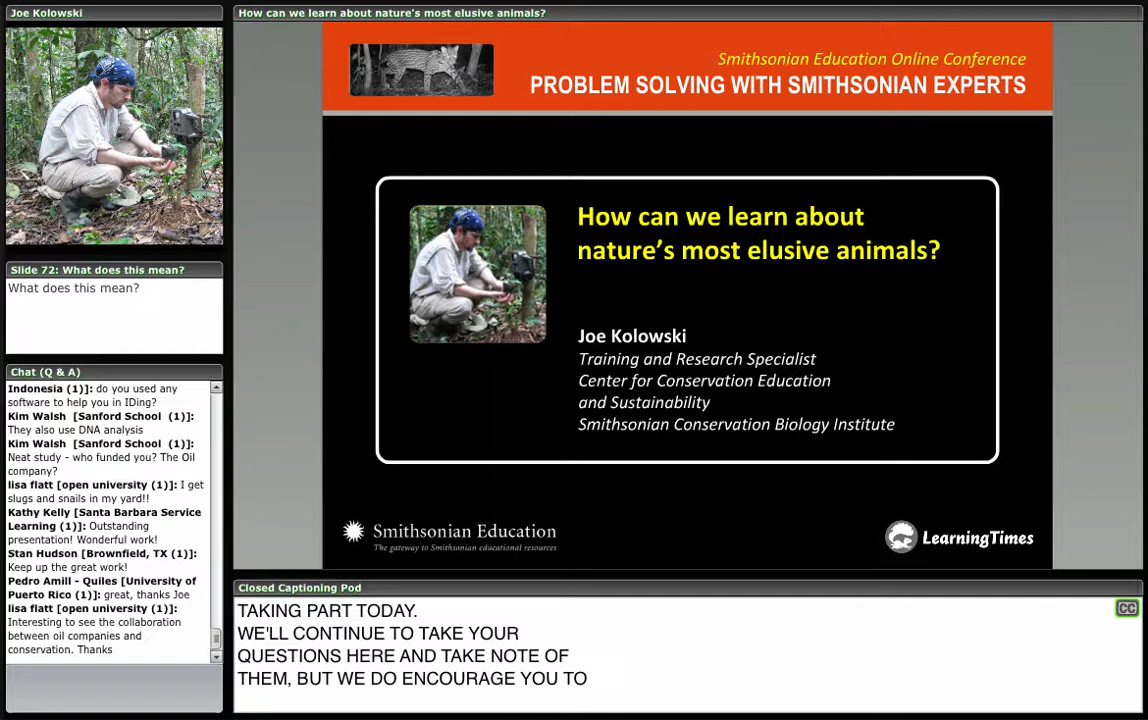 Joe Kolowski
How can we learn about nature's most elusive animals?
Smithsonian Education Online Conference
PROBLEM SOLVING WITH SMITHSONIAN EXPERTS
How can we learn about
nature’s most elusive animals?
Joe Kolowski
Training and Research Specialist
Center for Conservation Education
and Sustainability
Smithsonian Conservation Biology Institute
Smithsonian Education
The gateway to Smithsonian educational resources
LearningTimes
Slide 72: What does this mean?
What does this mean?
Chat (Q & A)
Indonesia (1)]: do you used any
software to help you in IDing?
Kim Walsh [Sanford School (1)]:
They also use DNA analysis
Kim Walsh [Sanford School (1)]:
Neat study - who funded you? The Oil
company?
lisa flatt [open university (1)]: I get
slugs and snails in my yard!!
Kathy Kelly [Santa Barbara Service
Learning (1)]: Outstanding
presentation! Wonderful work!
Stan Hudson [Brownfield, TX (1)]:
Keep up the great work!
Pedro Amill - Quiles [University of
Puerto Rico (1)]: great, thanks Joe
lisa flatt [open university (1)]:
Interesting to see the collaboration
between oil companies and
conservation. Thanks
Closed Captioning Pod
CC
TAKING PART TODAY.
WE'LL CONTINUE TO TAKE YOUR
QUESTIONS HERE AND TAKE NOTE OF
THEM, BUT WE DO ENCOURAGE YOU TO